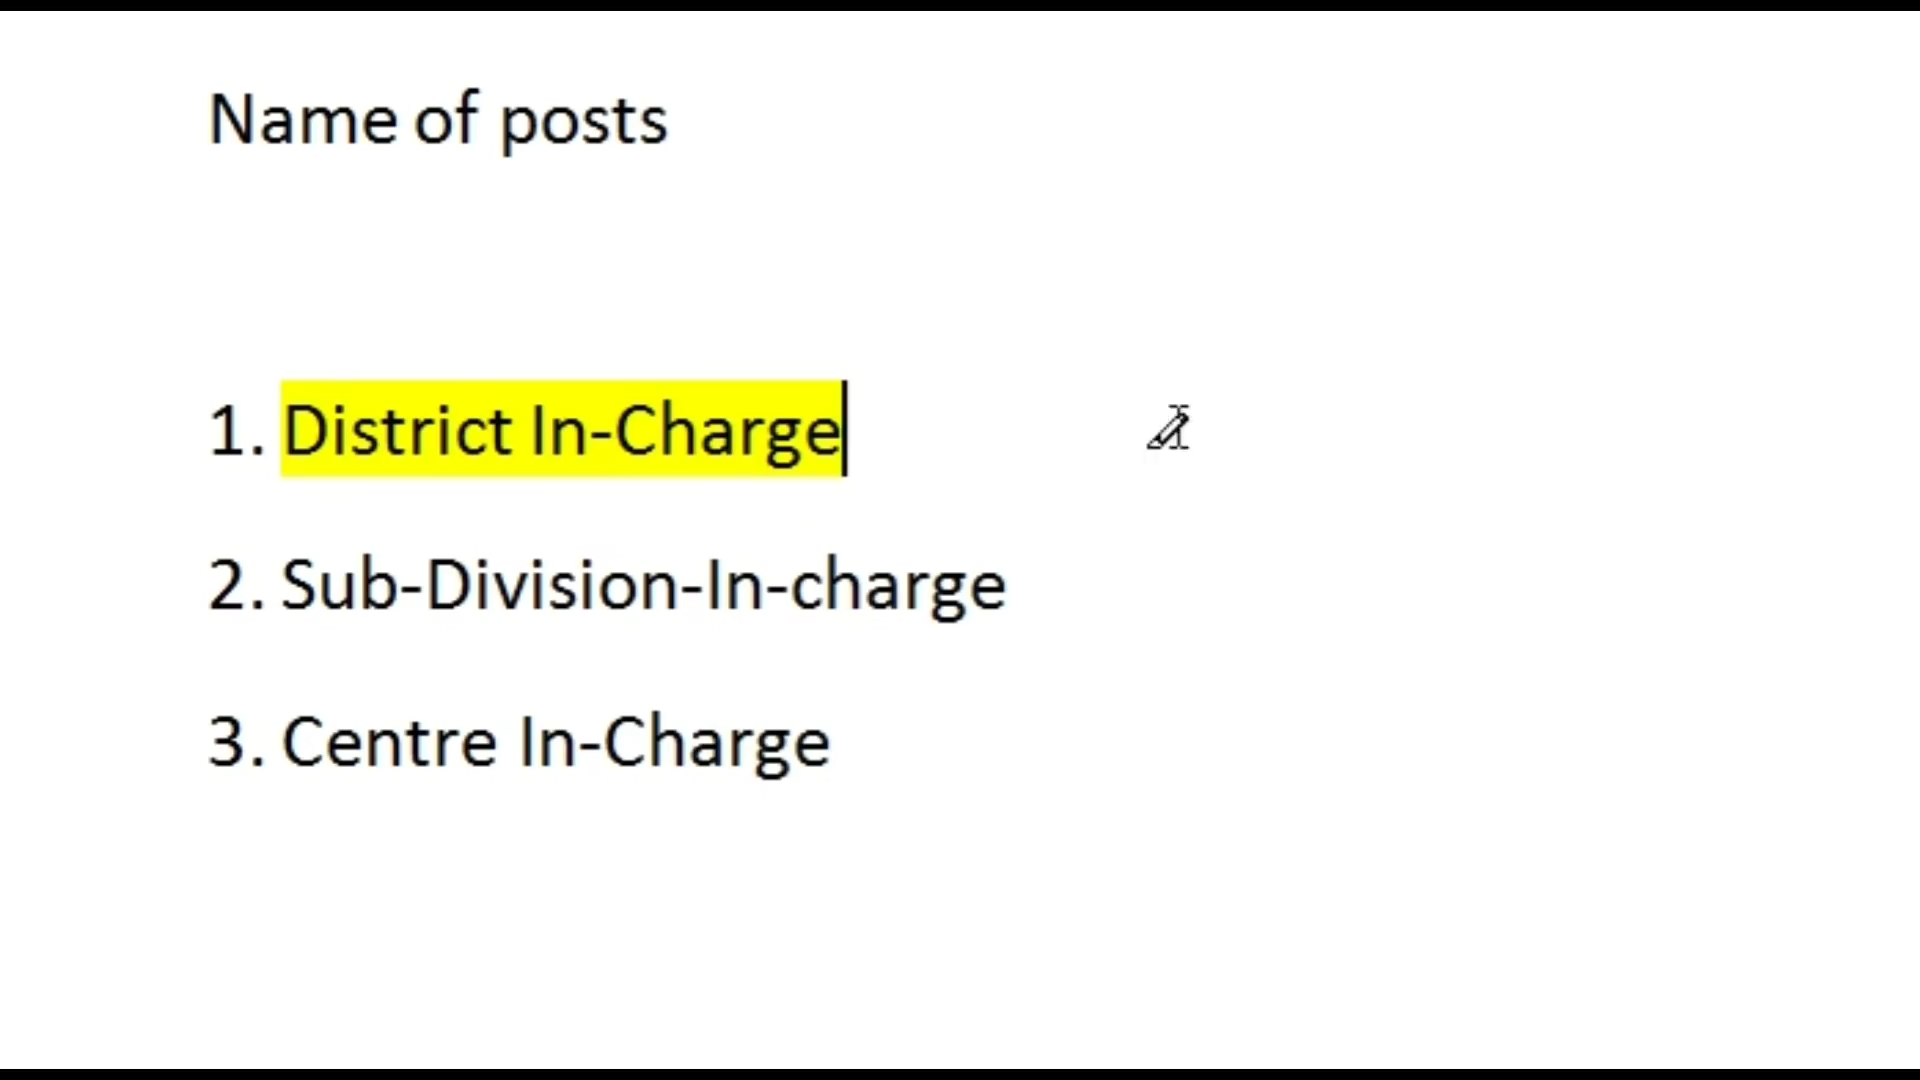 Name of posts
1. District In-Charge
2. Sub-Division-In-charge
3. Centre In-Charge